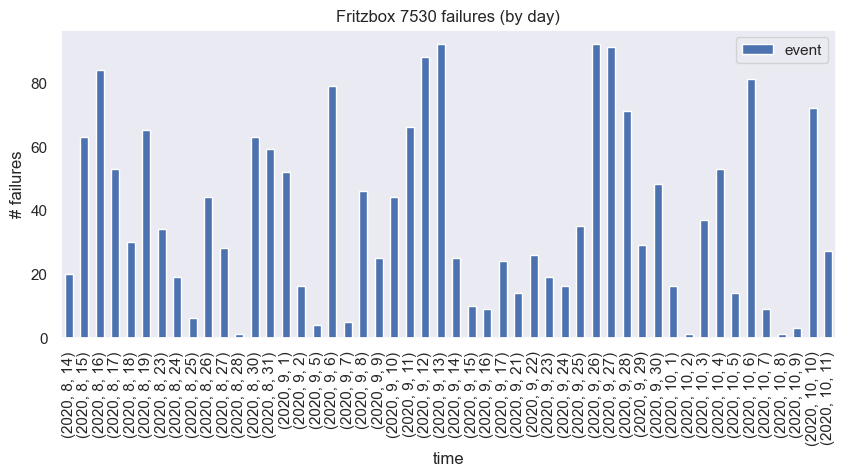 Fritzbox 7530 failures (by day)
event
# failures
80
60
40
20
0
(2020, 8, 14)
(2020, 8, 15)
(2020, 8, 16)
(2020, 8, 17)
(2020, 8, 18)
(2020, 8, 19)
(2020, 8, 23)
(2020, 8, 24)
(2020, 8, 25)
(2020, 8, 26)
(2020, 8, 27)
(2020, 8, 28)
(2020, 8, 30)
(2020, 8, 31)
(2020, 9, 1)
(2020, 9, 2)
(2020, 9, 5)
(2020, 9, 6)
(2020, 9, 7)
(2020, 9, 8)
(2020, 9, 9)
(2020, 9, 10)
(2020, 9, 11)
(2020, 9, 12)
(2020, 9, 13)
(2020, 9, 14)
(2020, 9, 15)
(2020, 9, 16)
(2020, 9, 17)
(2020, 9, 21)
(2020, 9, 22)
(2020, 9, 23)
(2020, 9, 24)
(2020, 9, 25)
(2020, 9, 26)
(2020, 9, 27)
(2020, 9, 28)
(2020, 9, 29)
(2020, 9, 30)
(2020, 10, 1)
(2020, 10, 2)
(2020, 10, 3)
(2020, 10, 4)
(2020, 10, 5)
(2020, 10, 6)
(2020, 10, 7)
(2020, 10, 8)
(2020, 10, 9)
(2020, 10, 10)
(2020, 10, 11)
time